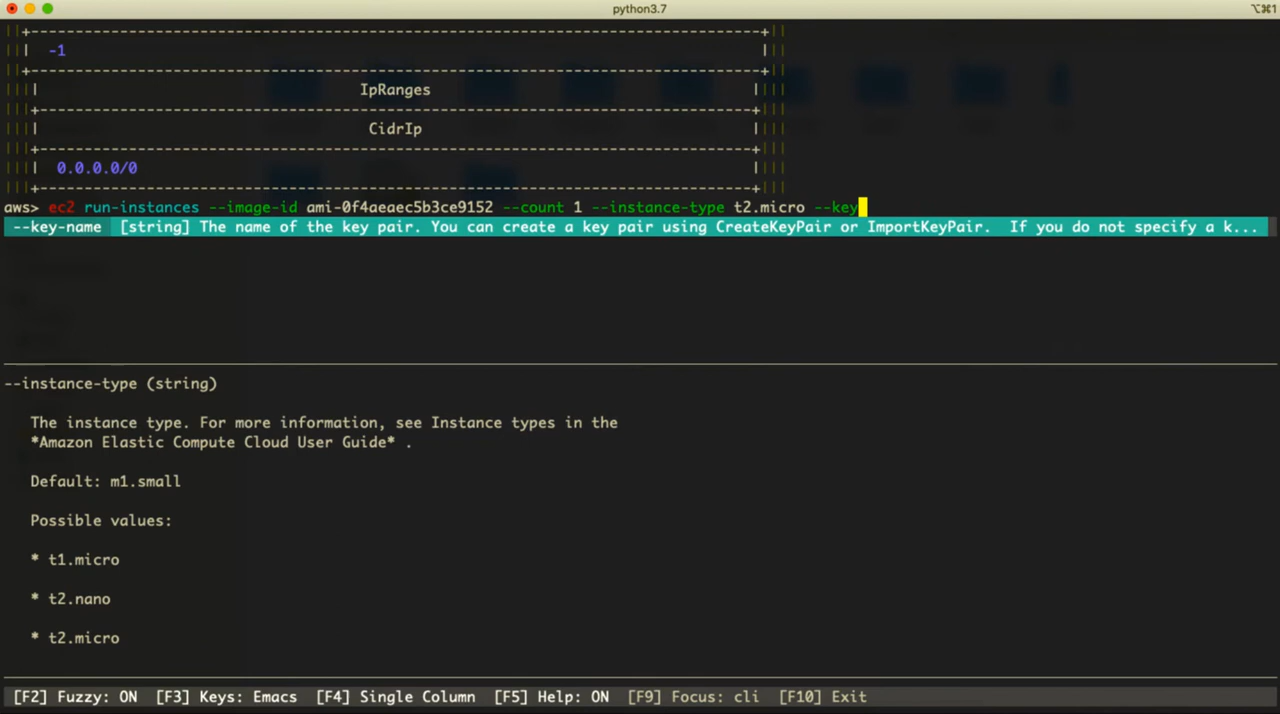 python3.7
⌥⌘1
||+---------------------------------------------------------------------------------+||
||| -1 |||
||+---------------------------------------------------------------------------------+||
|||| IpRanges ||||
|||+--------------------------------------------------------------------------------+|||
|||| CidrIp ||||
|||+--------------------------------------------------------------------------------+|||
|||| 0.0.0.0/0 ||||
|||+--------------------------------------------------------------------------------+|||
aws> ec2 run-instances --image-id ami-0f4aeaec5b3ce9152 --count 1 --instance-type t2.micro --key
--key-name [string] The name of the key pair. You can create a key pair using CreateKeyPair or ImportKeyPair. If you do not specify a k...
--instance-type (string)
The instance type. For more information, see Instance types in the
*Amazon Elastic Compute Cloud User Guide* .
Default: m1.small
Possible values:
* t1.micro
* t2.nano
* t2.micro
[F2] Fuzzy: ON [F3] Keys: Emacs [F4] Single Column [F5] Help: ON [F9] Focus: cli [F10] Exit